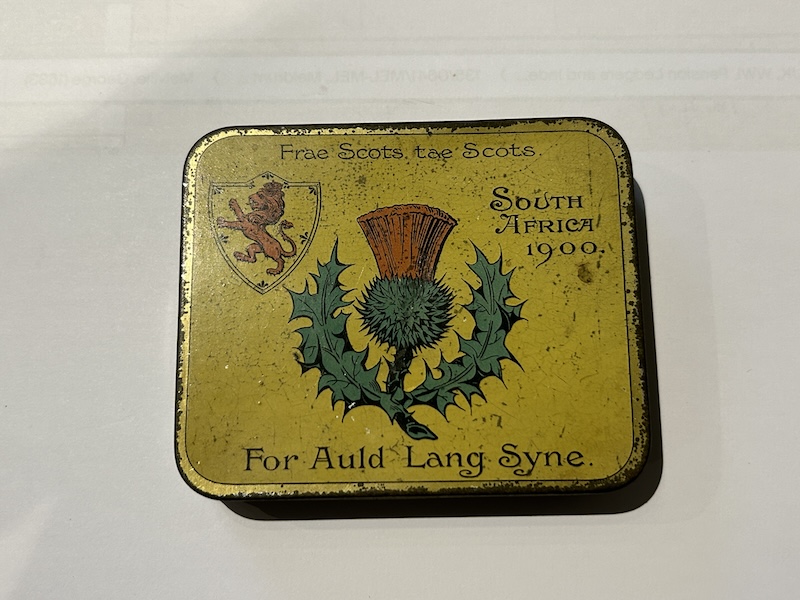 Frae Scots, tae Scots.
SOUTH
AFRICA
1900.
For Auld Lang Syne.